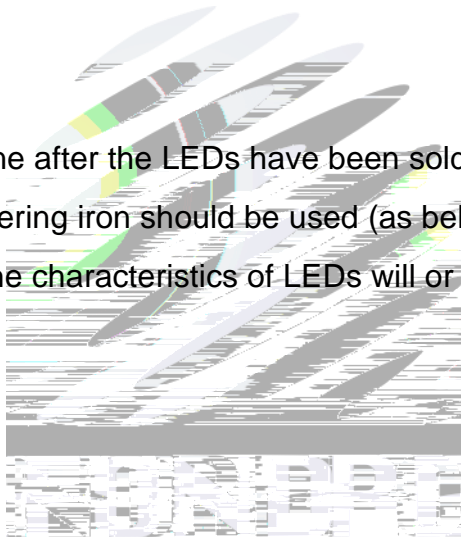 ne after the LEDs have been sold
ering iron should be used (as bel
ne characteristics of LEDs will or